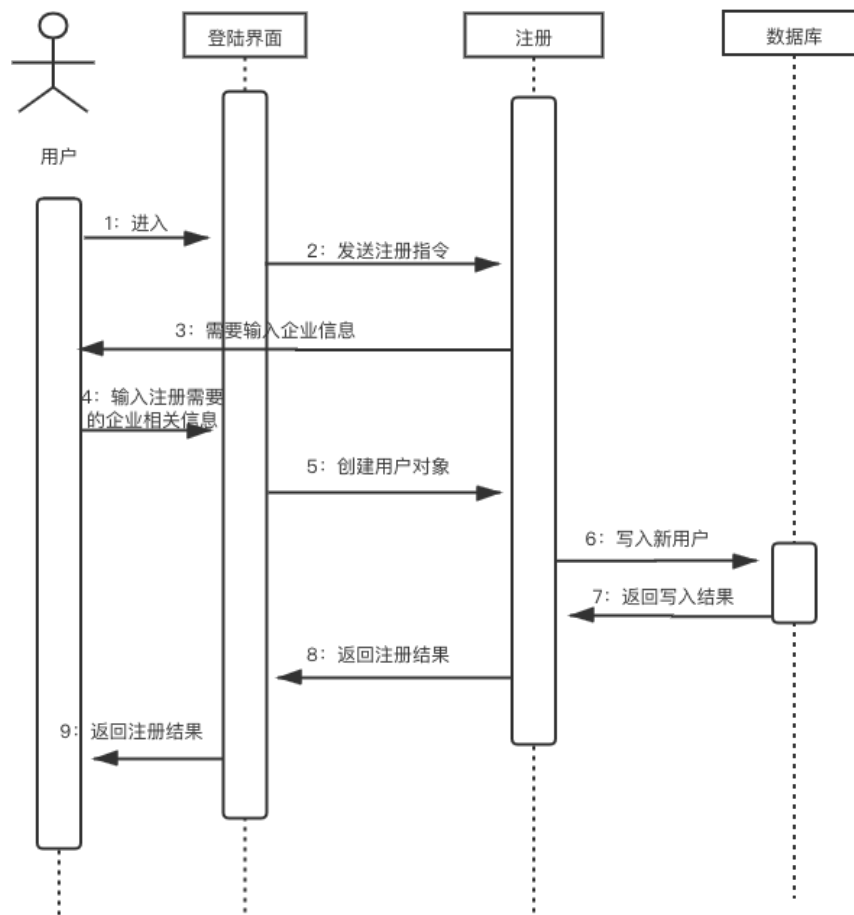 登陆界面
注册
数据库
用户
1：进入
2：发送注册指令
3：需要输入企业信息
4：输入注册需要
的企业相关信息
5：创建用户对象
6：写入新用户
7：返回写入结果
8：返回注册结果
9：返回注册结果